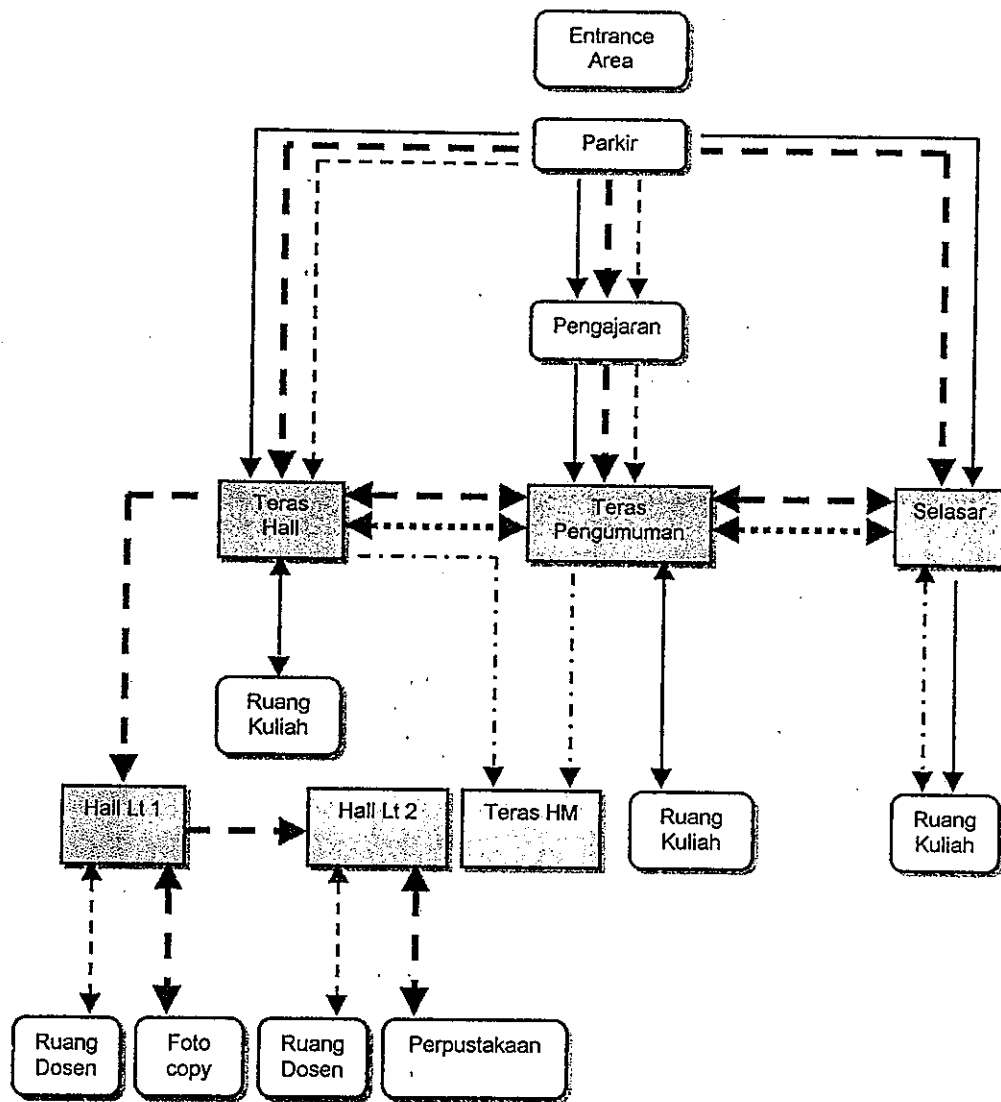 Entrance
Area
Parkir
Pengajaran
Teras
Hall
Teras
Pengumuman
Selasar
Ruang
Kuliah
Hall Lt 1
Hall Lt 2
Teras HM
Ruang
Kuliah
Ruang
Kuliah
Ruang
Dosen
Foto
copy
Ruang
Dosen
Perpustakaan